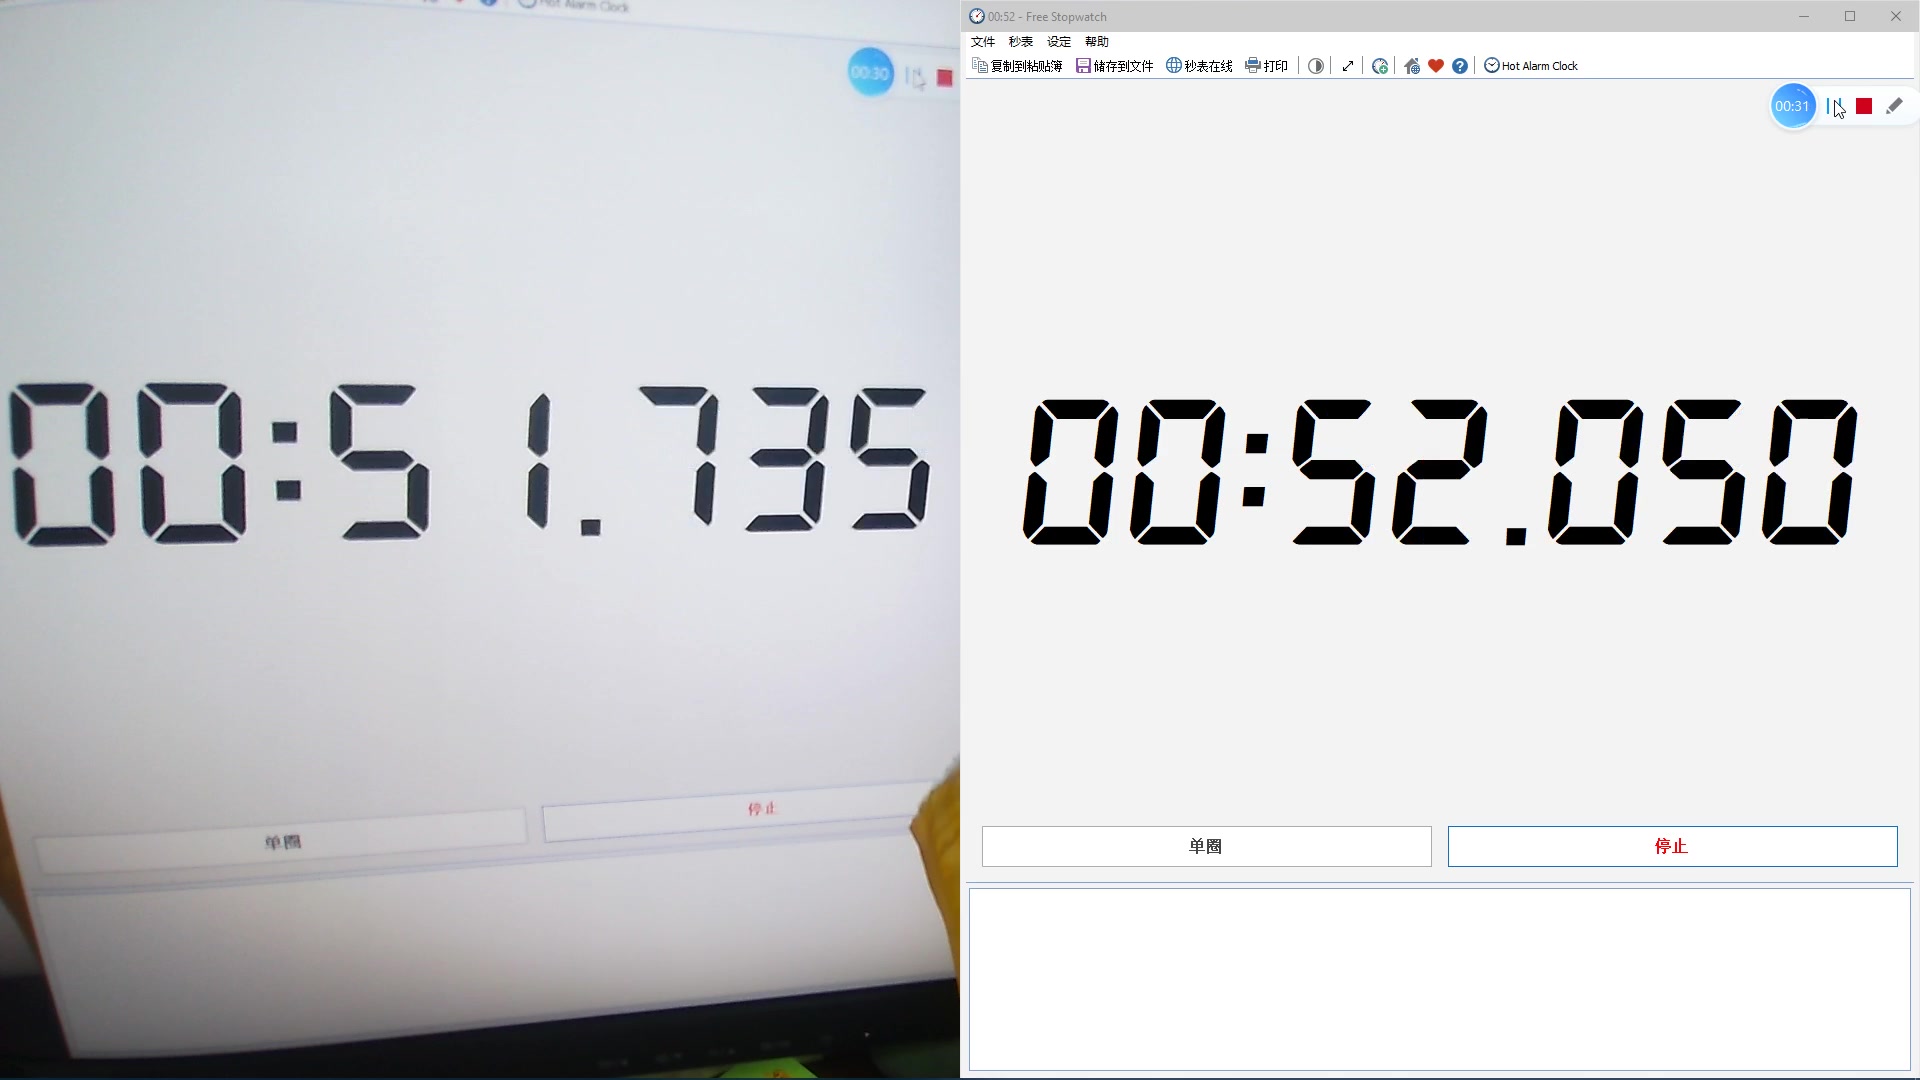 Hot Alarm Clock
00:30
00:51.735
单圈
停止
00:52 - Free Stopwatch
文件 秒表 设定 帮助
复制到粘贴簿 储存到文件 秒表在线 打印 Hot Alarm Clock
00:31
00:52.050
单圈
停止